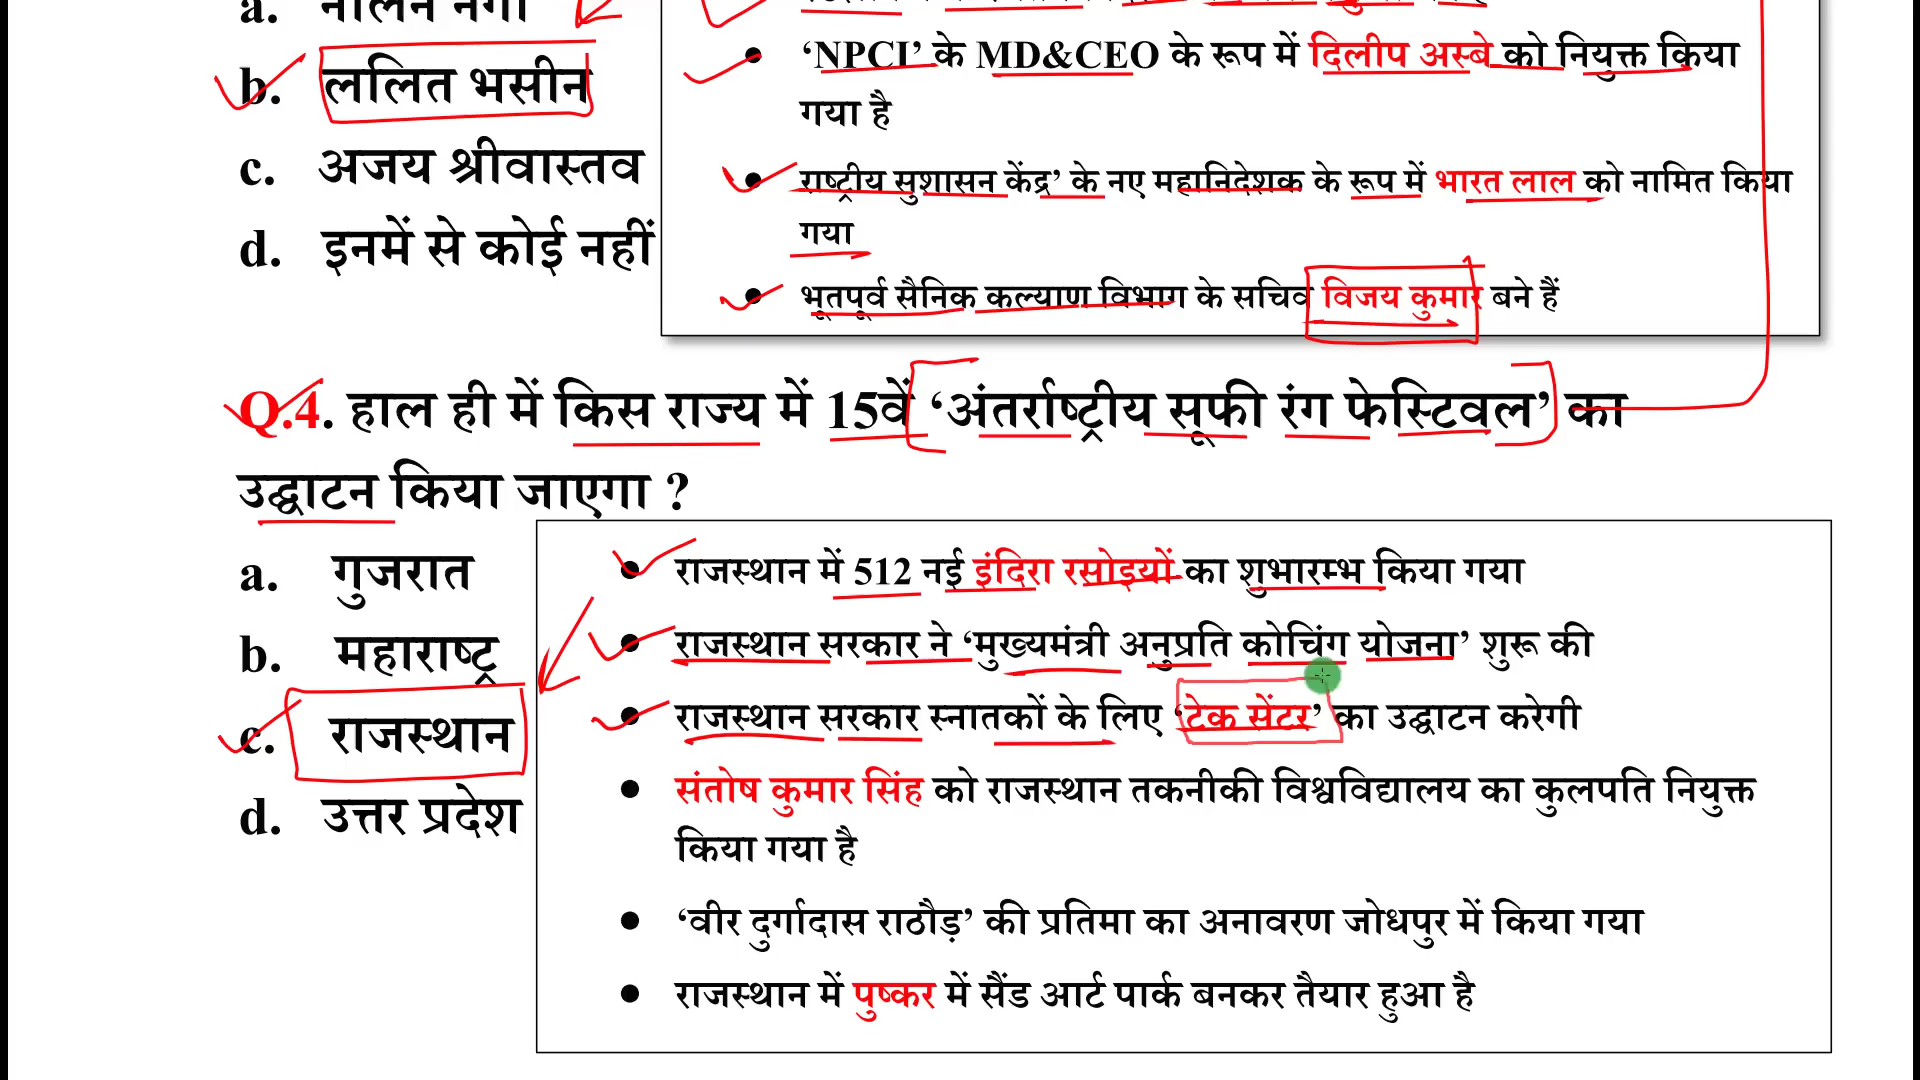 a. नलिन नेगी
b. ललित भसीन
c. अजय श्रीवास्तव
d. इनमें से कोई नहीं
• ‘NPCI’ के MD&CEO के रूप में दिलीप अस्बे को नियुक्त किया
गया है
• राष्ट्रीय सुशासन केंद्र’ के नए महानिदेशक के रूप में भारत लाल को नामित किया
गया
• भूतपूर्व सैनिक कल्याण विभाग के सचिव विजय कुमार बने हैं
Q.4. हाल ही में किस राज्य में 15वें ‘अंतर्राष्ट्रीय सूफी रंग फेस्टिवल’ का
उद्घाटन किया जाएगा ?
a. गुजरात
b. महाराष्ट्र
c. राजस्थान
d. उत्तर प्रदेश
• राजस्थान में 512 नई इंदिरा रसोइयों का शुभारम्भ किया गया
• राजस्थान सरकार ने ‘मुख्यमंत्री अनुप्रति कोचिंग योजना’ शुरू की
• राजस्थान सरकार स्नातकों के लिए ‘टेक सेंटर’ का उद्घाटन करेगी
• संतोष कुमार सिंह को राजस्थान तकनीकी विश्वविद्यालय का कुलपति नियुक्त
किया गया है
• ‘वीर दुर्गादास राठौड़’ की प्रतिमा का अनावरण जोधपुर में किया गया
• राजस्थान में पुष्कर में सैंड आर्ट पार्क बनकर तैयार हुआ है